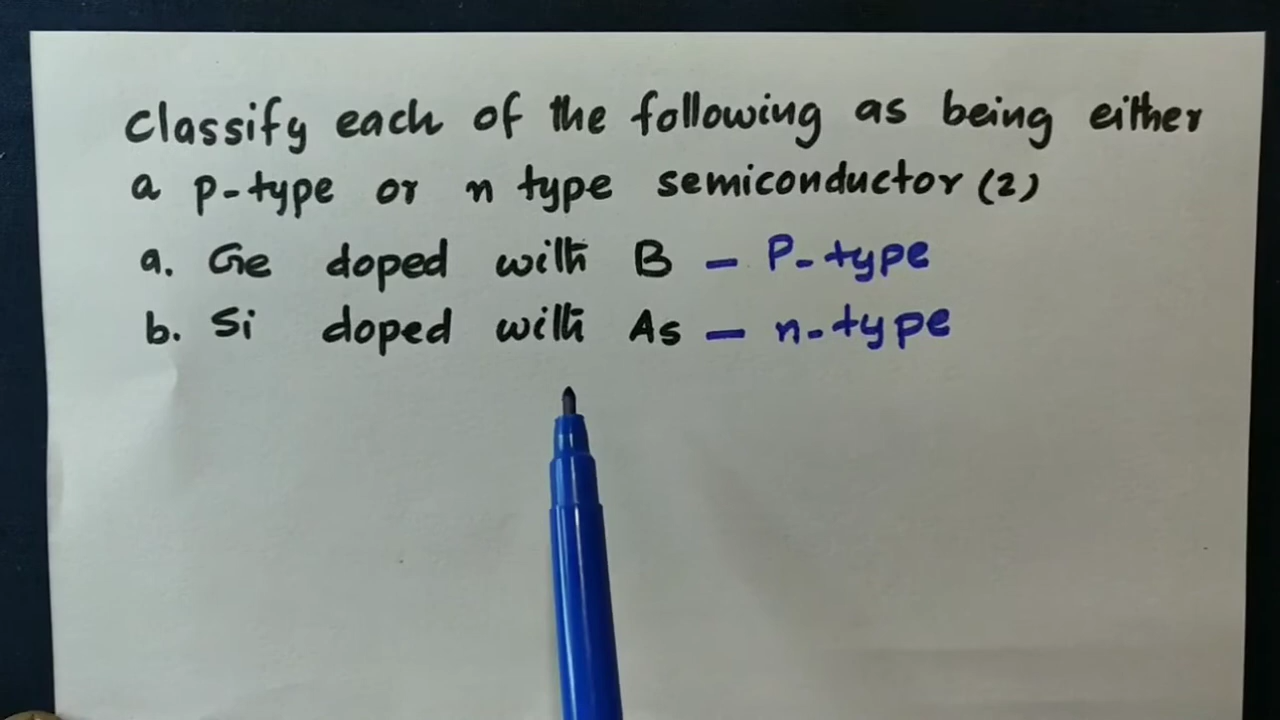 classify each of the following as being either
a p-type or n type semiconductor (2)
a. Ge doped with B - P-type
b. Si doped with As - n-type